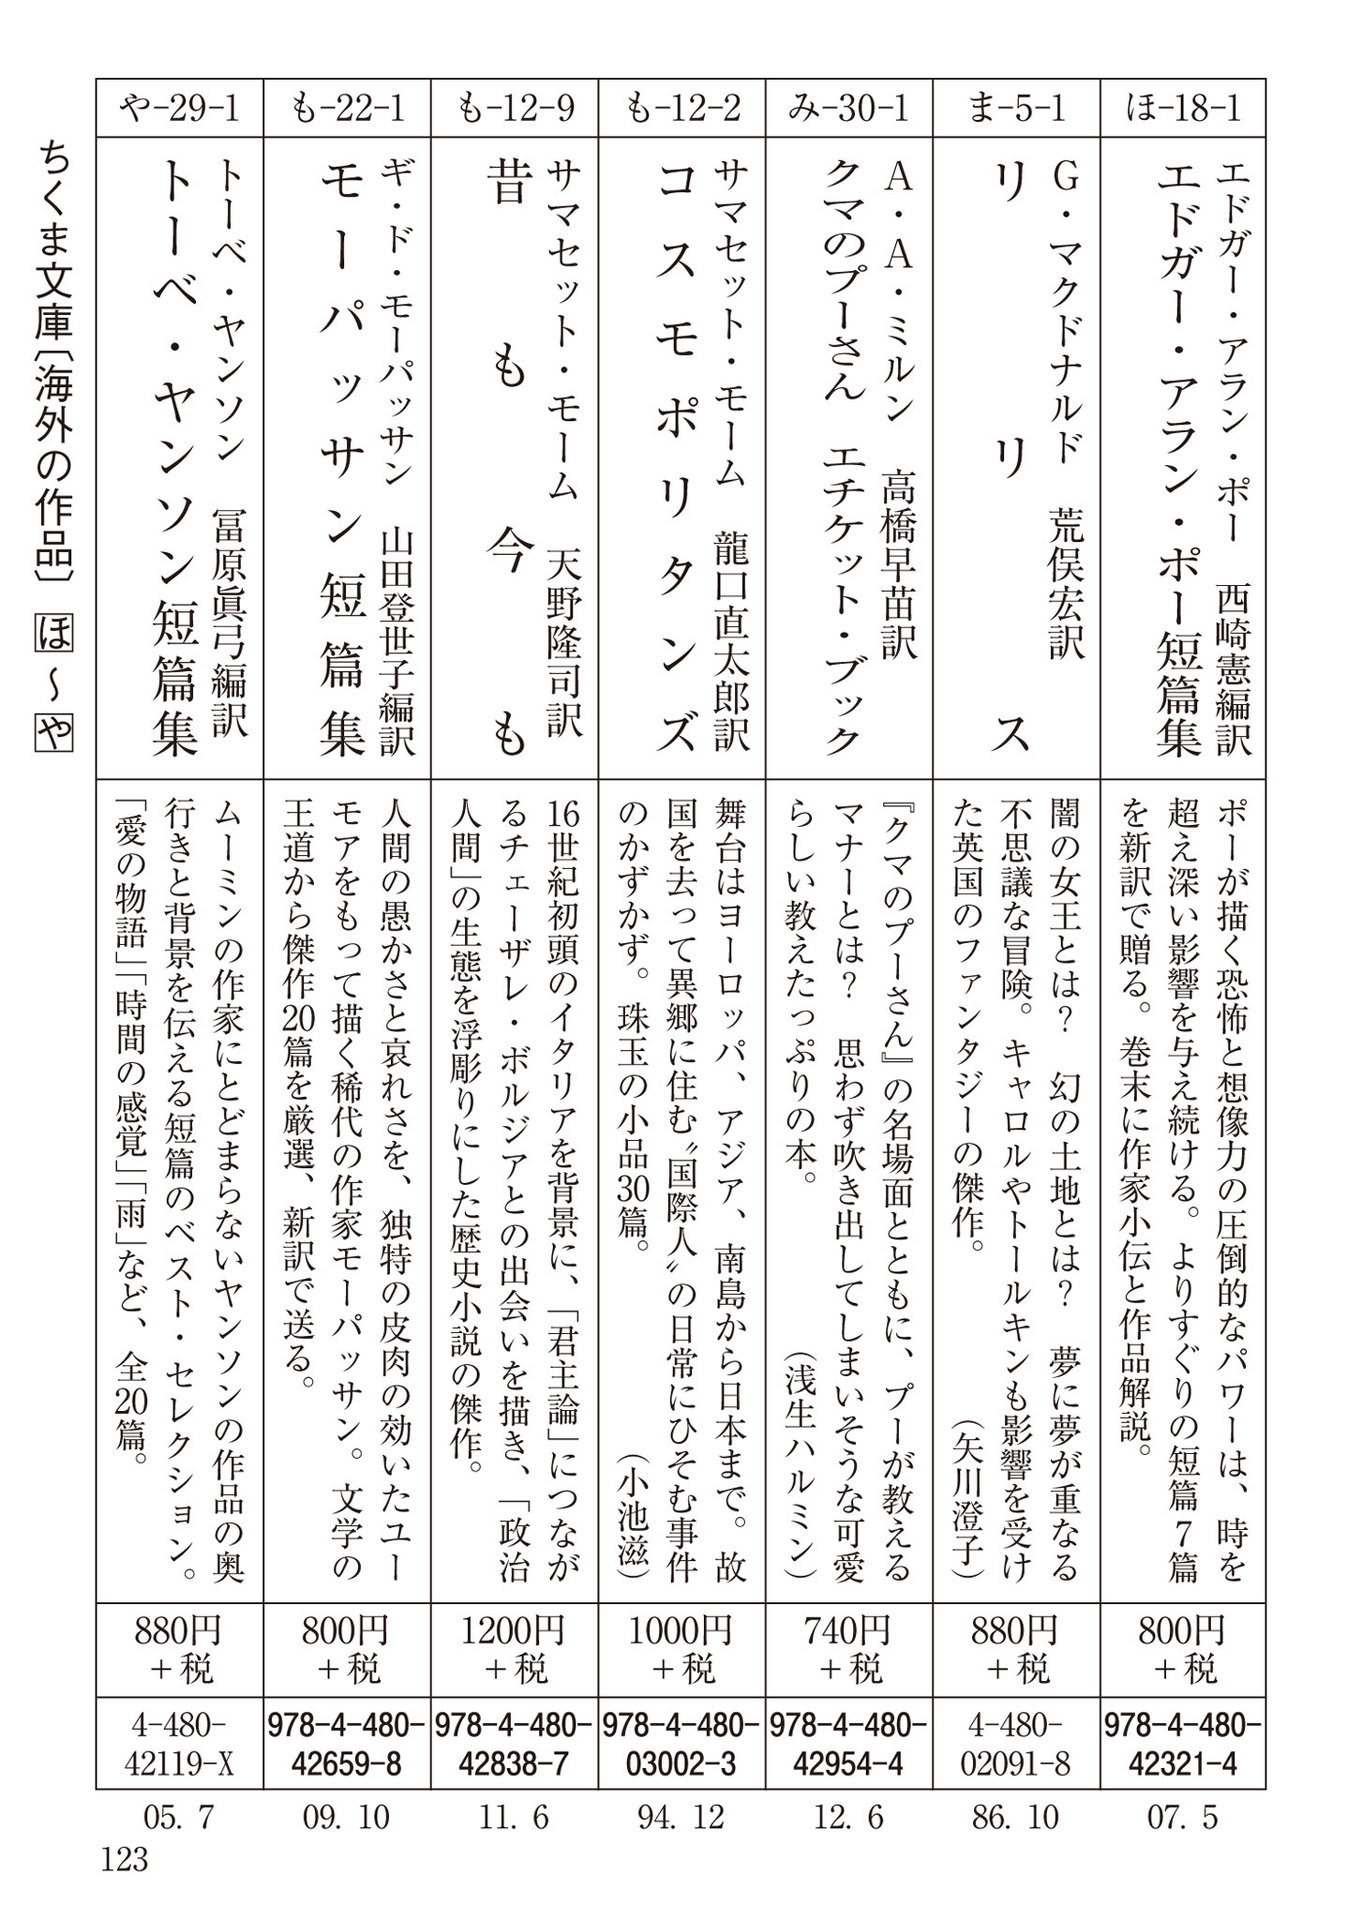 ほ-18-1
エドガー・アラン・ポー 西崎憲編訳
エドガー・アラン・ポー短篇集
ポーが描く恐怖と想像力の圧倒的なパワーは、時を
超え深い影響を与え続ける。よりすぐりの短篇7篇
を新訳で贈る。巻末に作家小伝と作品解説。
800円
+税
978-4-480-
42321-4
07. 5
ま-5-1
G・マクドナルド 荒俣宏訳
リリス
闇の女王とは? 幻の土地とは? 夢に夢が重なる
不思議な冒険。キャロルやトールキンも影響を受け
た英国のファンタジーの傑作。 (矢川澄子)
880円
+税
4-480-
02091-8
86. 10
み-30-1
A・A・ミルン 高橋早苗訳
クマのプーさん エチケット・ブック
『クマのプーさん』の名場面とともに、プーが教える
マナーとは? 思わず吹き出してしまいそうな可愛
らしい教えたっぷりの本。 (浅生ハルミン)
740円
+税
978-4-480-
42954-4
12. 6
も-12-2
サマセット・モーム 龍口直太郎訳
コスモポリタンズ
舞台はヨーロッパ、アジア、南島から日本まで。故
国を去って異郷に住む〝国際人〟の日常にひそむ事件
のかずかず。珠玉の小品30篇。 (小池滋)
1000円
+税
978-4-480-
03002-3
94. 12
も-12-9
サマセット・モーム 天野隆司訳
昔も今も
16世紀初頭のイタリアを背景に、「君主論」につなが
るチェーザレ・ボルジアとの出会いを描き、「政治
人間」の生態を浮彫りにした歴史小説の傑作。
1200円
+税
978-4-480-
42838-7
11. 6
も-22-1
ギ・ド・モーパッサン 山田登世子編訳
モーパッサン短篇集
人間の愚かさと哀れさを、独特の皮肉の効いたユー
モアをもって描く稀代の作家モーパッサン。文学の
王道から傑作20篇を厳選、新訳で送る。
800円
+税
978-4-480-
42659-8
09. 10
や-29-1
トーベ・ヤンソン 冨原眞弓編訳
トーベ・ヤンソン短篇集
ムーミンの作家にとどまらないヤンソンの作品の奥
行きと背景を伝える短篇のベスト・セレクション。
「愛の物語」「時間の感覚」「雨」など、全20篇。
880円
+税
4-480-
42119-X
05. 7
ちくま文庫〔海外の作品〕 ほ～や
123